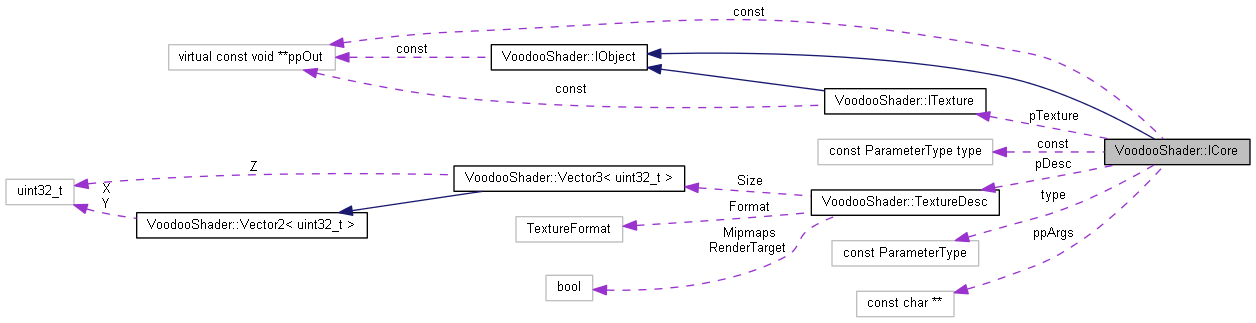 const
virtual const void **ppOut
const
VoodooShader::IObject
const
VoodooShader::ITexture
pTexture
const ParameterType type
const
VoodooShader::ICore
pDesc
Z
VoodooShader::Vector3< uint32_t >
Size
uint32_t
X
Y
VoodooShader::Vector2< uint32_t >
Format
VoodooShader::TextureDesc
type
TextureFormat
Mipmaps
RenderTarget
ppArgs
const ParameterType
bool
const char **